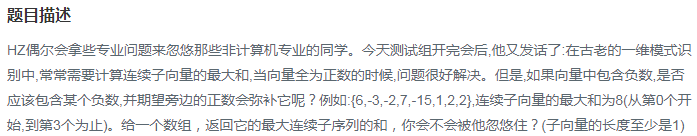 题目描述
HZ偶尔会拿些专业问题来忽悠那些非计算机专业的同学。今天测试组开完会后,他又发话了:在古老的一维模式识
别中,常常需要计算连续子向量的最大和,当向量全为正数的时候,问题很好解决。但是,如果向量中包含负数,是否
应该包含某个负数,并期望旁边的正数会弥补它呢？例如:{6,-3,-2,7,-15,1,2,2},连续子向量的最大和为8(从第0个开
始,到第3个为止)。给一个数组，返回它的最大连续子序列的和，你会不会被他忽悠住？(子向量的长度至少是1)